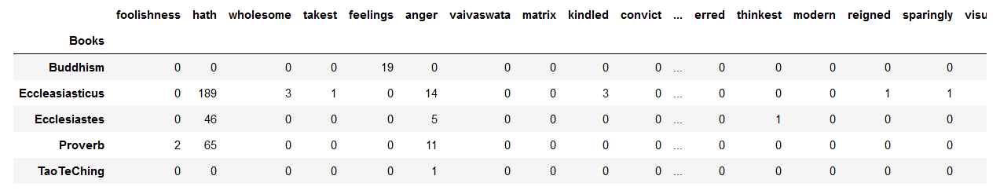 foolishness hath wholesome takest feelings anger vaivaswata matrix kindled convict ... erred thinkest modern reigned sparingly visu
Books
Buddhism 0 0 0 0 19 0 0 0 0 0 ... 0 0 0 0 0
Eccleasiasticus 0 189 3 1 0 14 0 0 3 0 ... 0 0 0 1 1
Ecclesiastes 0 46 0 0 0 5 0 0 0 0 ... 0 1 0 0 0
Proverb 2 65 0 0 0 11 0 0 0 0 ... 0 0 0 0 0
TaoTeChing 0 0 0 0 0 1 0 0 0 0 ... 0 0 0 0 0